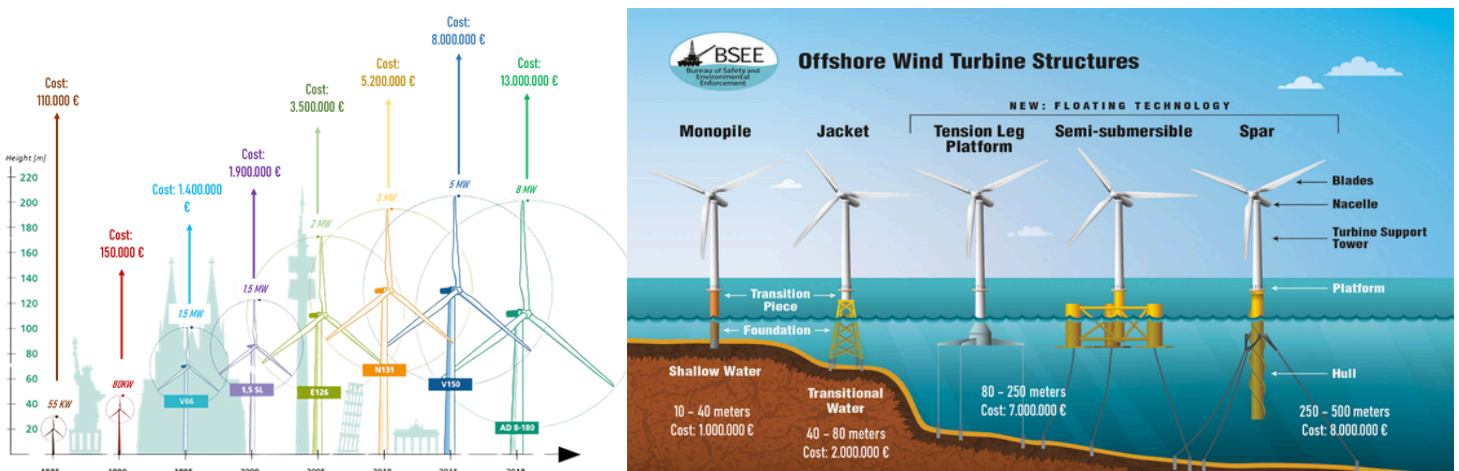 Cost:
110.000 €
Cost:
150.000 €
Cost: 1.400.000
€
Cost:
1.900.000 €
Cost:
3.500.000 €
Cost:
5.200.000 €
Cost:
8.000.000 €
Cost:
13.000.000 €
Height [m]
220
200
180
160
140
120
100
80
60
40
20
55 KW
80KW
1.5 MW
1.5 MW
2 MW
3 MW
5 MW
8 MW
V66
1,5 SL
E126
N131
V150
AD 8-180
BSEE
Bureau of Safety and
Environmental
Enforcement
Offshore Wind Turbine Structures
NEW: FLOATING TECHNOLOGY
Monopile
Jacket
Tension Leg
Platform
Semi-submersible
Spar
Blades
Nacelle
Turbine Support
Tower
Platform
Hull
Transition
Piece
Foundation
Shallow Water
10 – 40 meters
Cost: 1.000.000 €
Transitional
Water
40 – 80 meters
Cost: 2.000.000 €
80 – 250 meters
Cost: 7.000.000 €
250 – 500 meters
Cost: 8.000.000 €